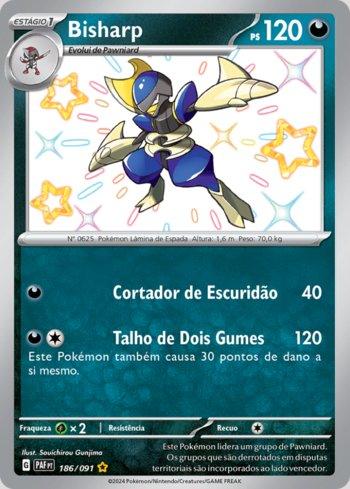 ESTÁGIO 1
Bisharp
PS 120
Evolui de Pawniard
Nº 0625 Pokémon Lâmina de Espada Altura: 1,6 m Peso: 70,0 kg
Cortador de Escuridão 40
Talho de Dois Gumes 120
Este Pokémon também causa 30 pontos de dano a
si mesmo.
Fraqueza ×2 Resistência Recuo
Ilust. Souichirou Gunjima
G PAF PT 186/091
Este Pokémon lidera um grupo de Pawniard.
Os grupos que são derrotados em disputas
territoriais são incorporados ao lado vencedor.
©2024 Pokémon/Nintendo/Creatures/GAME FREAK